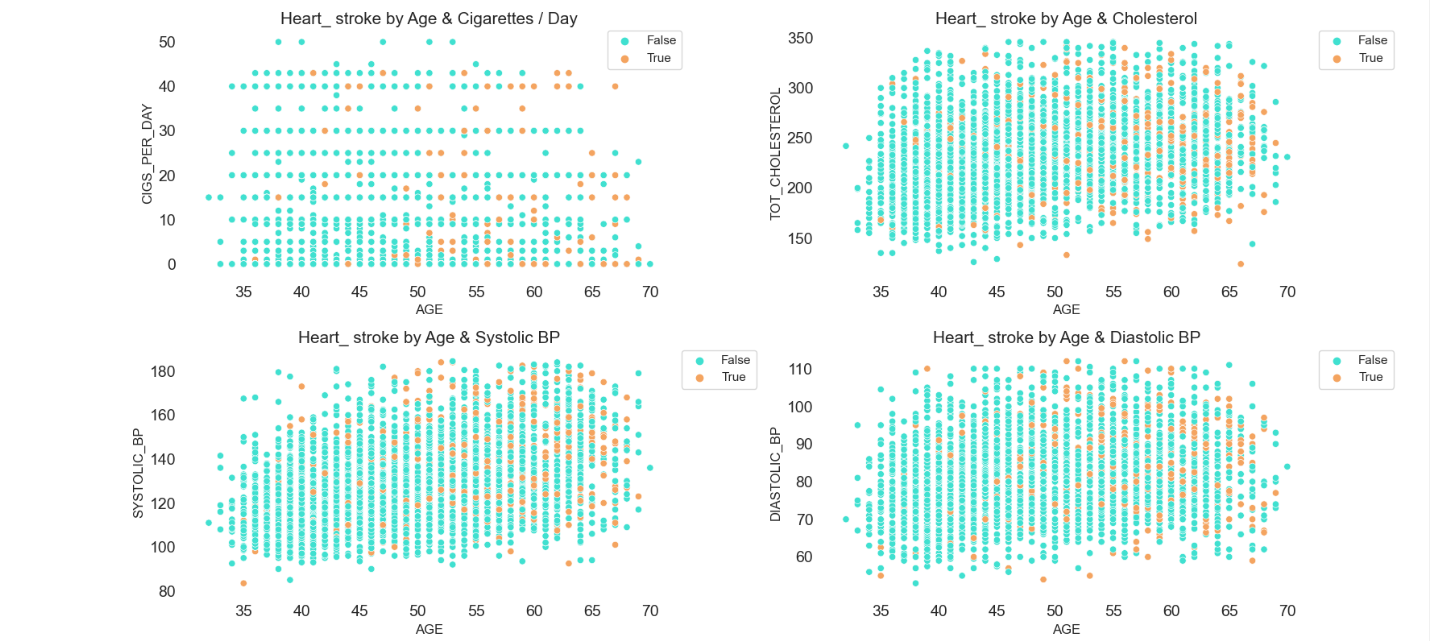 Heart_ stroke by Age & Cigarettes / Day
False
True
CIGS_PER_DAY
50
40
30
20
10
0
35 40 45 50 55 60 65 70
AGE
Heart_ stroke by Age & Cholesterol
False
True
TOT_CHOLESTEROL
350
300
250
200
150
35 40 45 50 55 60 65 70
AGE
Heart_ stroke by Age & Systolic BP
False
True
SYSTOLIC_BP
180
160
140
120
100
80
35 40 45 50 55 60 65 70
AGE
Heart_ stroke by Age & Diastolic BP
False
True
DIASTOLIC_BP
110
100
90
80
70
60
35 40 45 50 55 60 65 70
AGE